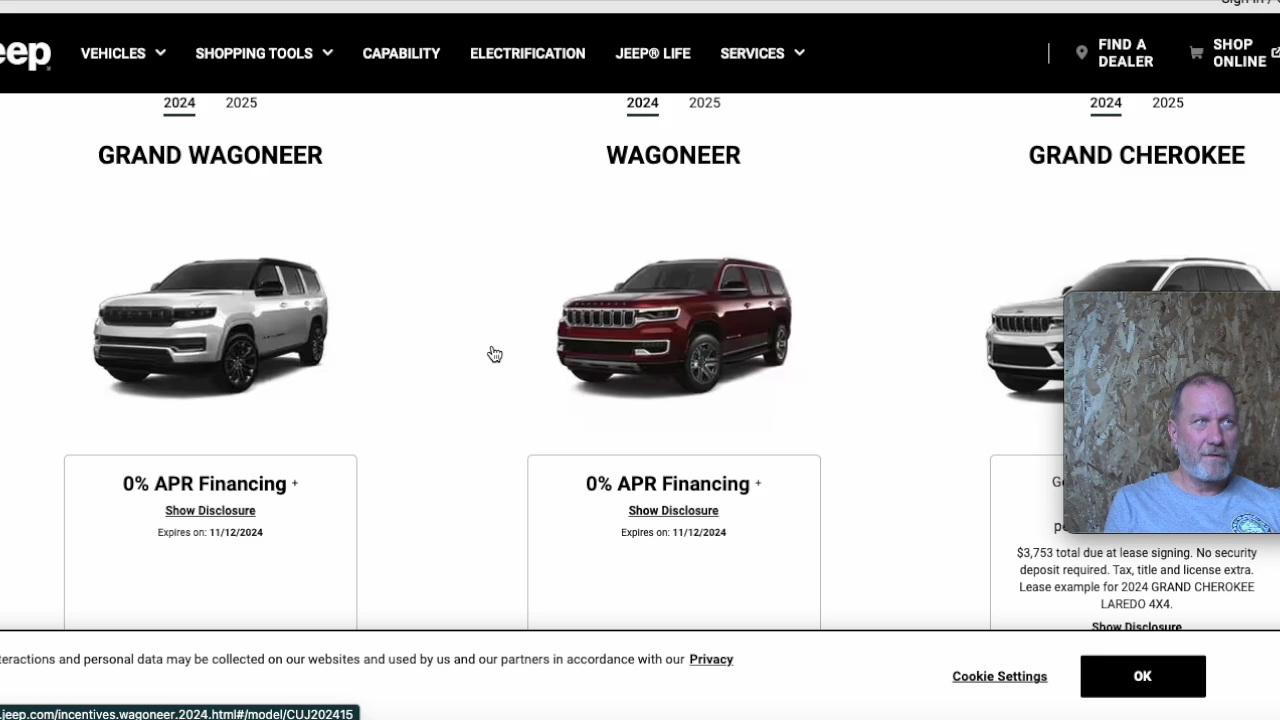 eep
VEHICLES
SHOPPING TOOLS
CAPABILITY
ELECTRIFICATION
JEEP® LIFE
SERVICES
FIND A
DEALER
SHOP
ONLINE
2024 2025
GRAND WAGONEER
0% APR Financing +
Show Disclosure
Expires on: 11/12/2024
2024 2025
WAGONEER
0% APR Financing +
Show Disclosure
Expires on: 11/12/2024
2024 2025
GRAND CHEROKEE
$3,753 total due at lease signing. No security
deposit required. Tax, title and license extra.
Lease example for 2024 GRAND CHEROKEE
LAREDO 4X4.
Show Disclosure
teractions and personal data may be collected on our websites and used by us and our partners in accordance with our Privacy
Cookie Settings
OK
.jeep.com/incentives.wagoneer.2024.html#/model/CUJ202415